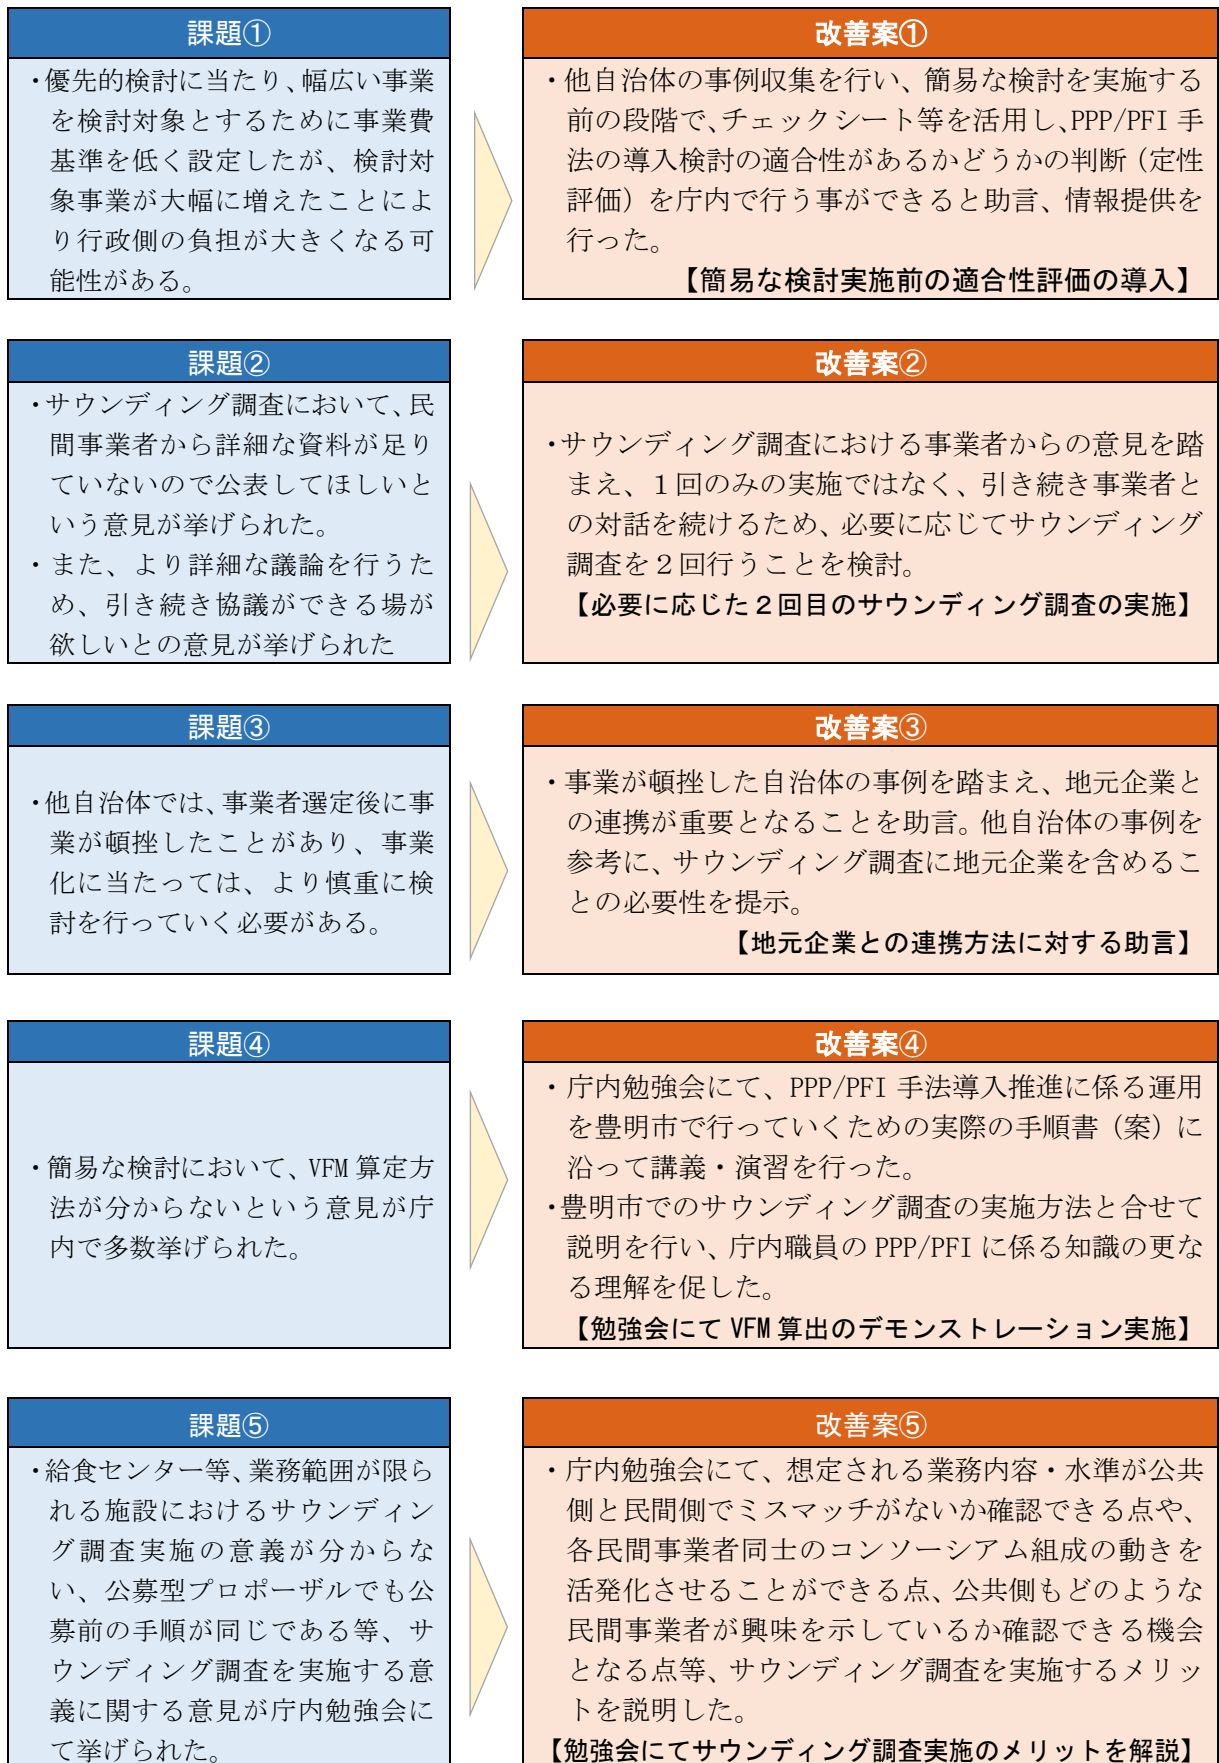 課題①
・優先的検討に当たり、幅広い事業
を検討対象とするために事業費
基準を低く設定したが、検討対
象事業が大幅に増えたことによ
り行政側の負担が大きくなる可
能性がある。
改善案①
・他自治体の事例収集を行い、簡易な検討を実施する
前の段階で、チェックシート等を活用し、PPP/PFI 手
法の導入検討の適合性があるかどうかの判断（定性
評価）を庁内で行う事ができると助言、情報提供を
行った。
【簡易な検討実施前の適合性評価の導入】
課題②
・サウンディング調査において、民
間事業者から詳細な資料が足り
ていないので公表してほしいと
いう意見が挙げられた。
・また、より詳細な議論を行うた
め、引き続き協議ができる場が
欲しいとの意見が挙げられた
改善案②
・サウンディング調査における事業者からの意見を踏
まえ、１回のみの実施ではなく、引き続き事業者と
の対話を続けるため、必要に応じてサウンディング
調査を２回行うことを検討。
【必要に応じた２回目のサウンディング調査の実施】
課題③
・他自治体では、事業者選定後に事
業が頓挫したことがあり、事業
化に当たっては、より慎重に検
討を行っていく必要がある。
改善案③
・事業が頓挫した自治体の事例を踏まえ、地元企業と
の連携が重要となることを助言。他自治体の事例を
参考に、サウンディング調査に地元企業を含めるこ
との必要性を提示。
【地元企業との連携方法に対する助言】
課題④
・簡易な検討において、VFM 算定方
法が分からないという意見が庁
内で多数挙げられた。
改善案④
・庁内勉強会にて、PPP/PFI 手法導入推進に係る運用
を豊明市で行っていくための実際の手順書（案）に
沿って講義・演習を行った。
・豊明市でのサウンディング調査の実施方法と合せて
説明を行い、庁内職員の PPP/PFI に係る知識の更な
る理解を促した。
【勉強会にて VFM 算出のデモンストレーション実施】
課題⑤
・給食センター等、業務範囲が限ら
れる施設におけるサウンディン
グ調査実施の意義が分からな
い、公募型プロポーザルでも公
募前の手順が同じである等、サ
ウンディング調査を実施する意
義に関する意見が庁内勉強会に
て挙げられた。
改善案⑤
・庁内勉強会にて、想定される業務内容・水準が公共
側と民間側でミスマッチがないか確認できる点や、
各民間事業者同士のコンソーシアム組成の動きを
活発化させることができる点、公共側もどのような
民間事業者が興味を示しているか確認できる機会
となる点等、サウンディング調査を実施するメリッ
トを説明した。
【勉強会にてサウンディング調査実施のメリットを解説】